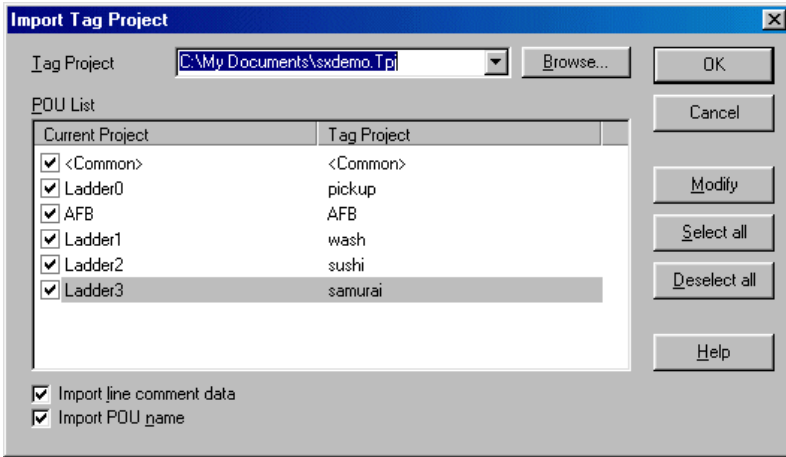 Import Tag Project
Tag Project C:\My Documents\sxdemo.Tpj Browse...
OK
POU List
Cancel
Current Project Tag Project
<Common> <Common>
Ladder0 pickup
Modify
AFB AFB
Ladder1 wash
Select all
Ladder2 sushi
Deselect all
Ladder3 samurai
Help
Import line comment data
Import POU name